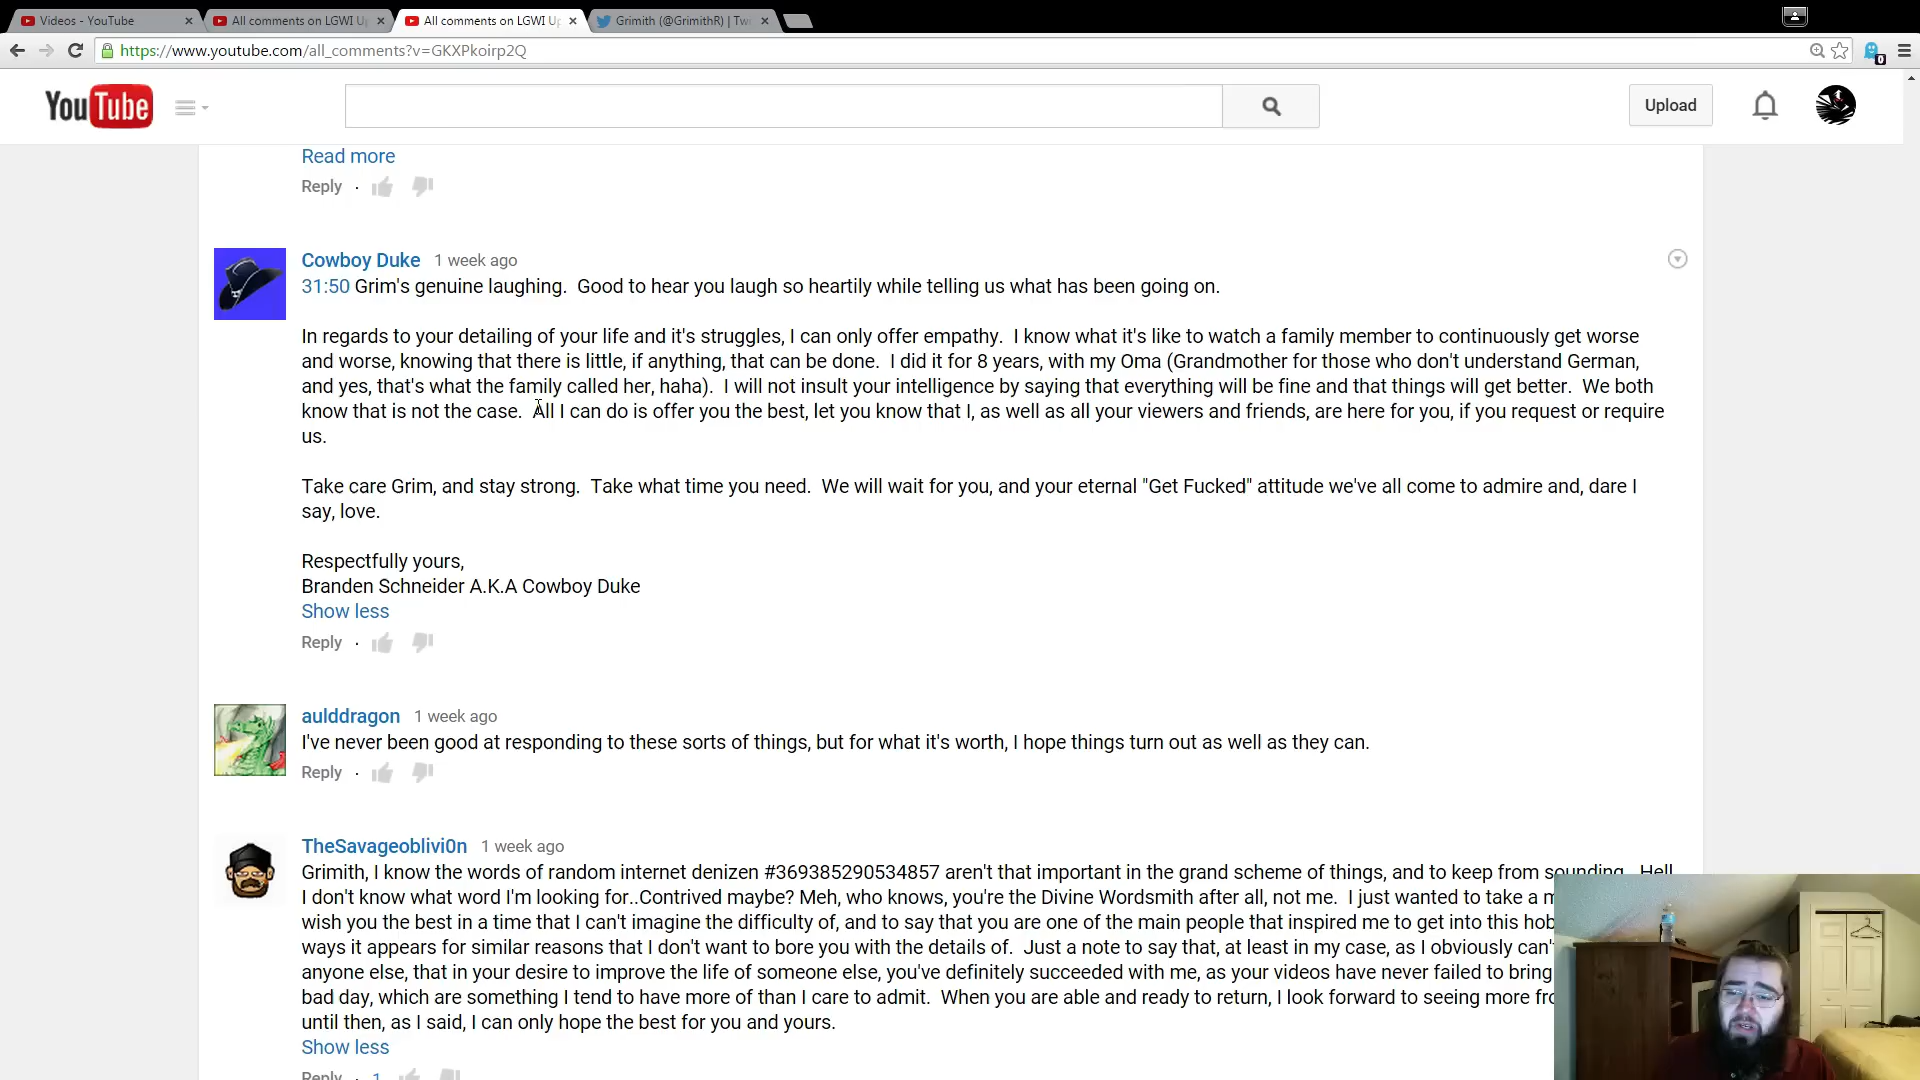 Videos - YouTube
All comments on LGWI Up
All comments on LGWI Up
Grimith (@GrimithR) | Twi
https://www.youtube.com/all_comments?v=GKXPkoirp2Q
0
YouTube
Upload
Read more
Reply ·
Cowboy Duke 1 week ago
31:50 Grim's genuine laughing. Good to hear you laugh so heartily while telling us what has been going on.
In regards to your detailing of your life and it's struggles, I can only offer empathy. I know what it's like to watch a family member to continuously get worse
and worse, knowing that there is little, if anything, that can be done. I did it for 8 years, with my Oma (Grandmother for those who don't understand German,
and yes, that's what the family called her, haha). I will not insult your intelligence by saying that everything will be fine and that things will get better. We both
know that is not the case. All I can do is offer you the best, let you know that I, as well as all your viewers and friends, are here for you, if you request or require
us.
Take care Grim, and stay strong. Take what time you need. We will wait for you, and your eternal "Get Fucked" attitude we've all come to admire and, dare I
say, love.
Respectfully yours,
Branden Schneider A.K.A Cowboy Duke
Show less
Reply ·
aulddragon 1 week ago
I've never been good at responding to these sorts of things, but for what it's worth, I hope things turn out as well as they can.
Reply ·
TheSavageoblivi0n 1 week ago
Grimith, I know the words of random internet denizen #369385290534857 aren't that important in the grand scheme of things, and to keep from sounding.. Hell
I don't know what word I'm looking for..Contrived maybe? Meh, who knows, you're the Divine Wordsmith after all, not me. I just wanted to take a m
wish you the best in a time that I can't imagine the difficulty of, and to say that you are one of the main people that inspired me to get into this hob
ways it appears for similar reasons that I don't want to bore you with the details of. Just a note to say that, at least in my case, as I obviously can'
anyone else, that in your desire to improve the life of someone else, you've definitely succeeded with me, as your videos have never failed to bring
bad day, which are something I tend to have more of than I care to admit. When you are able and ready to return, I look forward to seeing more fro
until then, as I said, I can only hope the best for you and yours.
Show less
Reply · 1